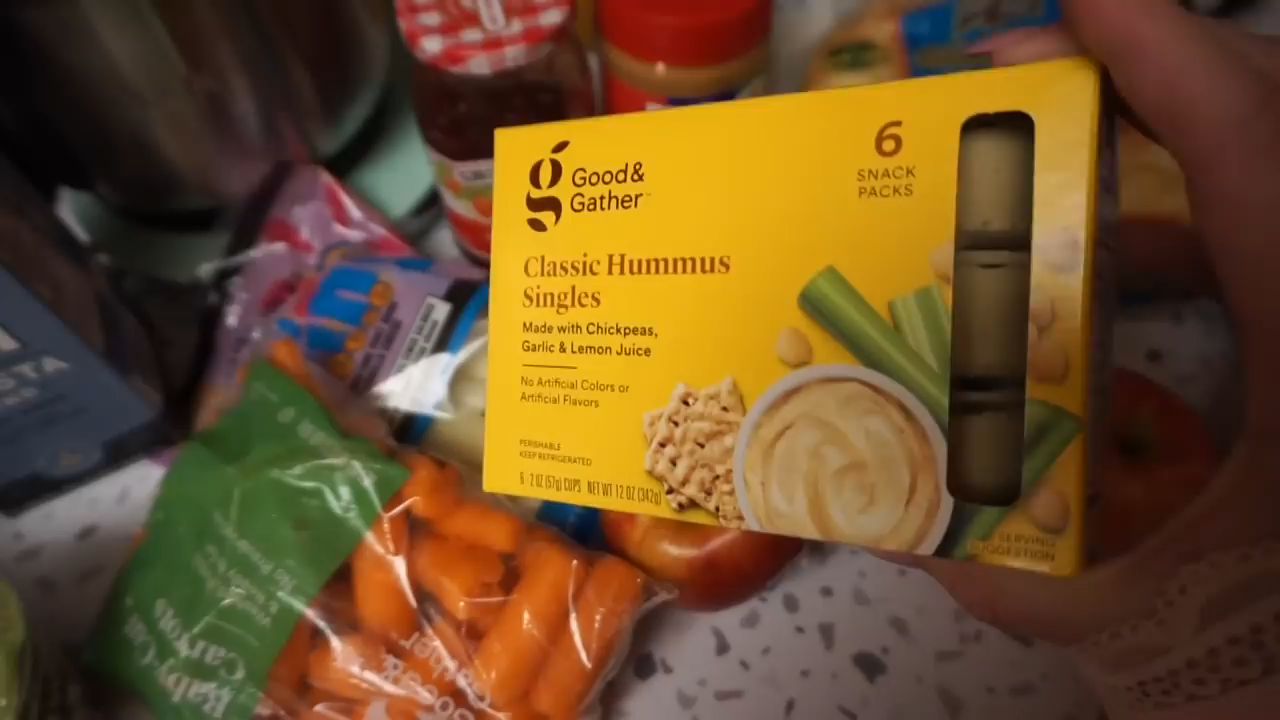 Good&
Gather™
6
SNACK
PACKS
Classic Hummus
Singles
Made with Chickpeas,
Garlic & Lemon Juice
No Artificial Colors or
Artificial Flavors
PERISHABLE
KEEP REFRIGERATED
6 - 2 OZ (57g) CUPS NET WT 12 OZ (342g)
SERVING
SUGGESTION
Baby-Cut
Carrots
Good&
Gather